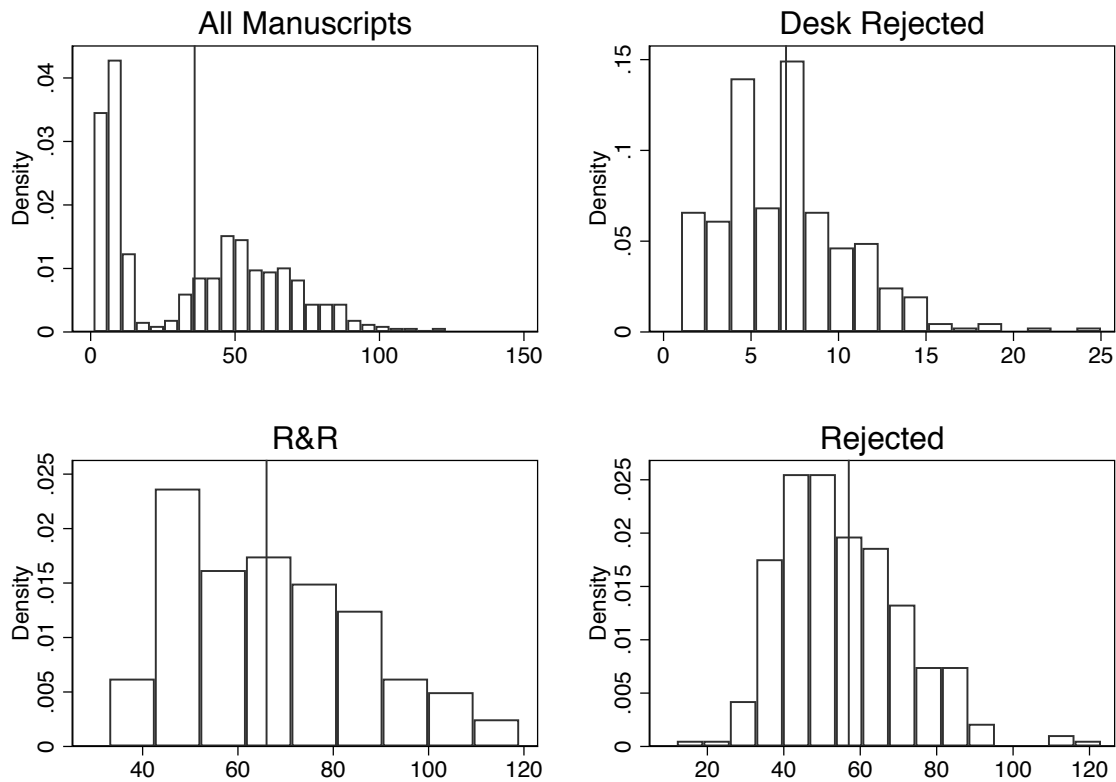 All Manuscripts
Density
0 .01 .02 .03 .04
0 50 100 150
Desk Rejected
Density
0 .05 .1 .15
0 5 10 15 20 25
R&R
Density
0 .005 .01 .015 .02 .025
40 60 80 100 120
Rejected
Density
0 .005 .01 .015 .02 .025
20 40 60 80 100 120